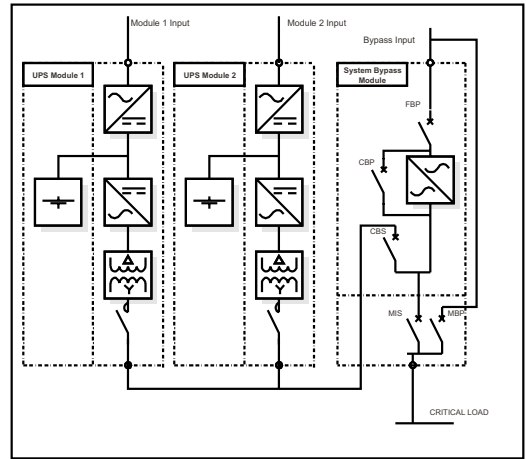 Module 1 Input
Module 2 Input
Bypass Input
UPS Module 1
UPS Module 2
System Bypass
Module
FBP
CBP
CBS
MIS
MBP
CRITICAL LOAD